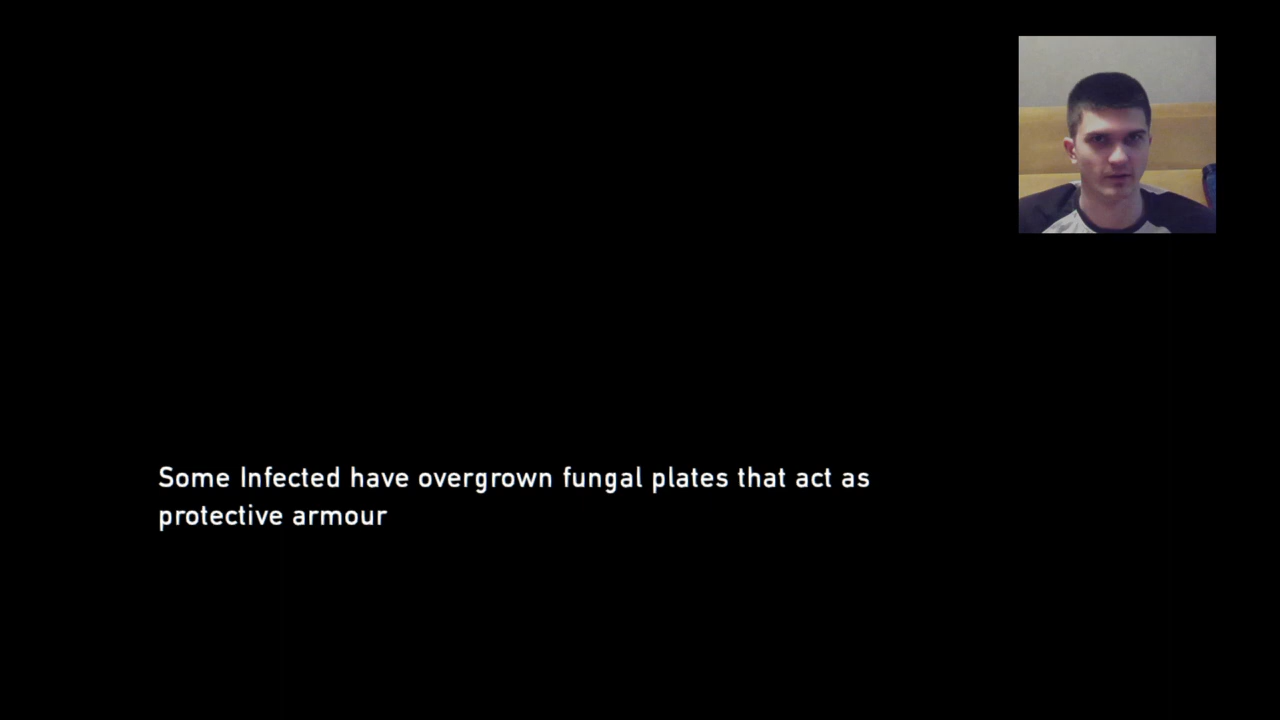 Some Infected have overgrown fungal plates that act as
protective armour